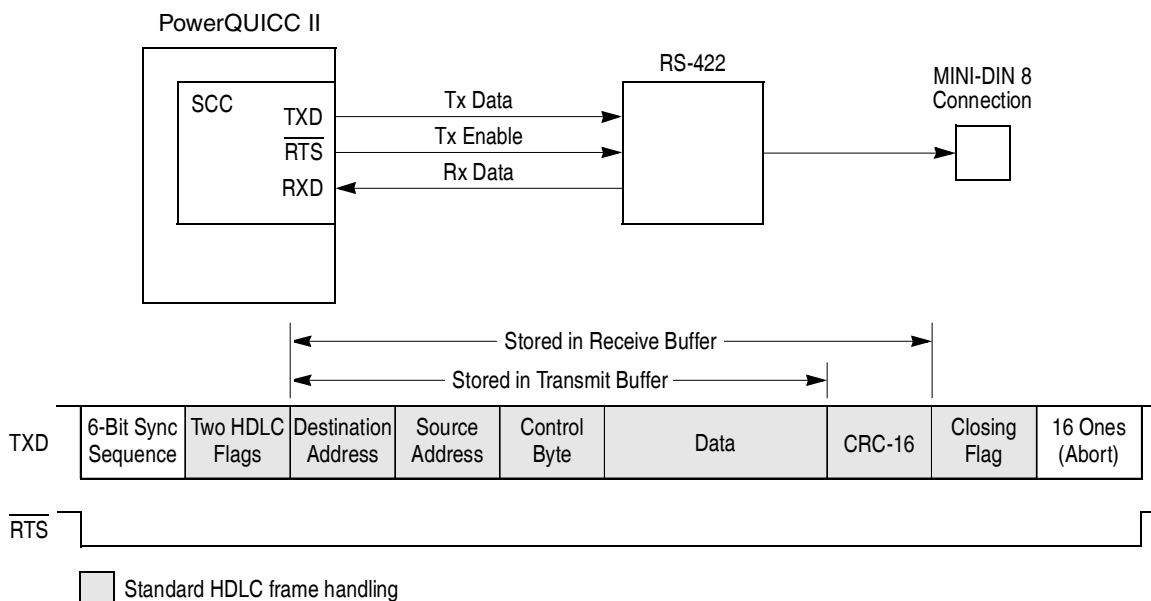 PowerQUICC II
SCC
TXD
RTS
RXD
Tx Data
Tx Enable
Rx Data
RS-422
MINI-DIN 8
Connection
Stored in Receive Buffer
Stored in Transmit Buffer
TXD
6-Bit Sync
Sequence
Two HDLC
Flags
Destination
Address
Source
Address
Control
Byte
Data
CRC-16
Closing
Flag
16 Ones
(Abort)
RTS
Standard HDLC frame handling